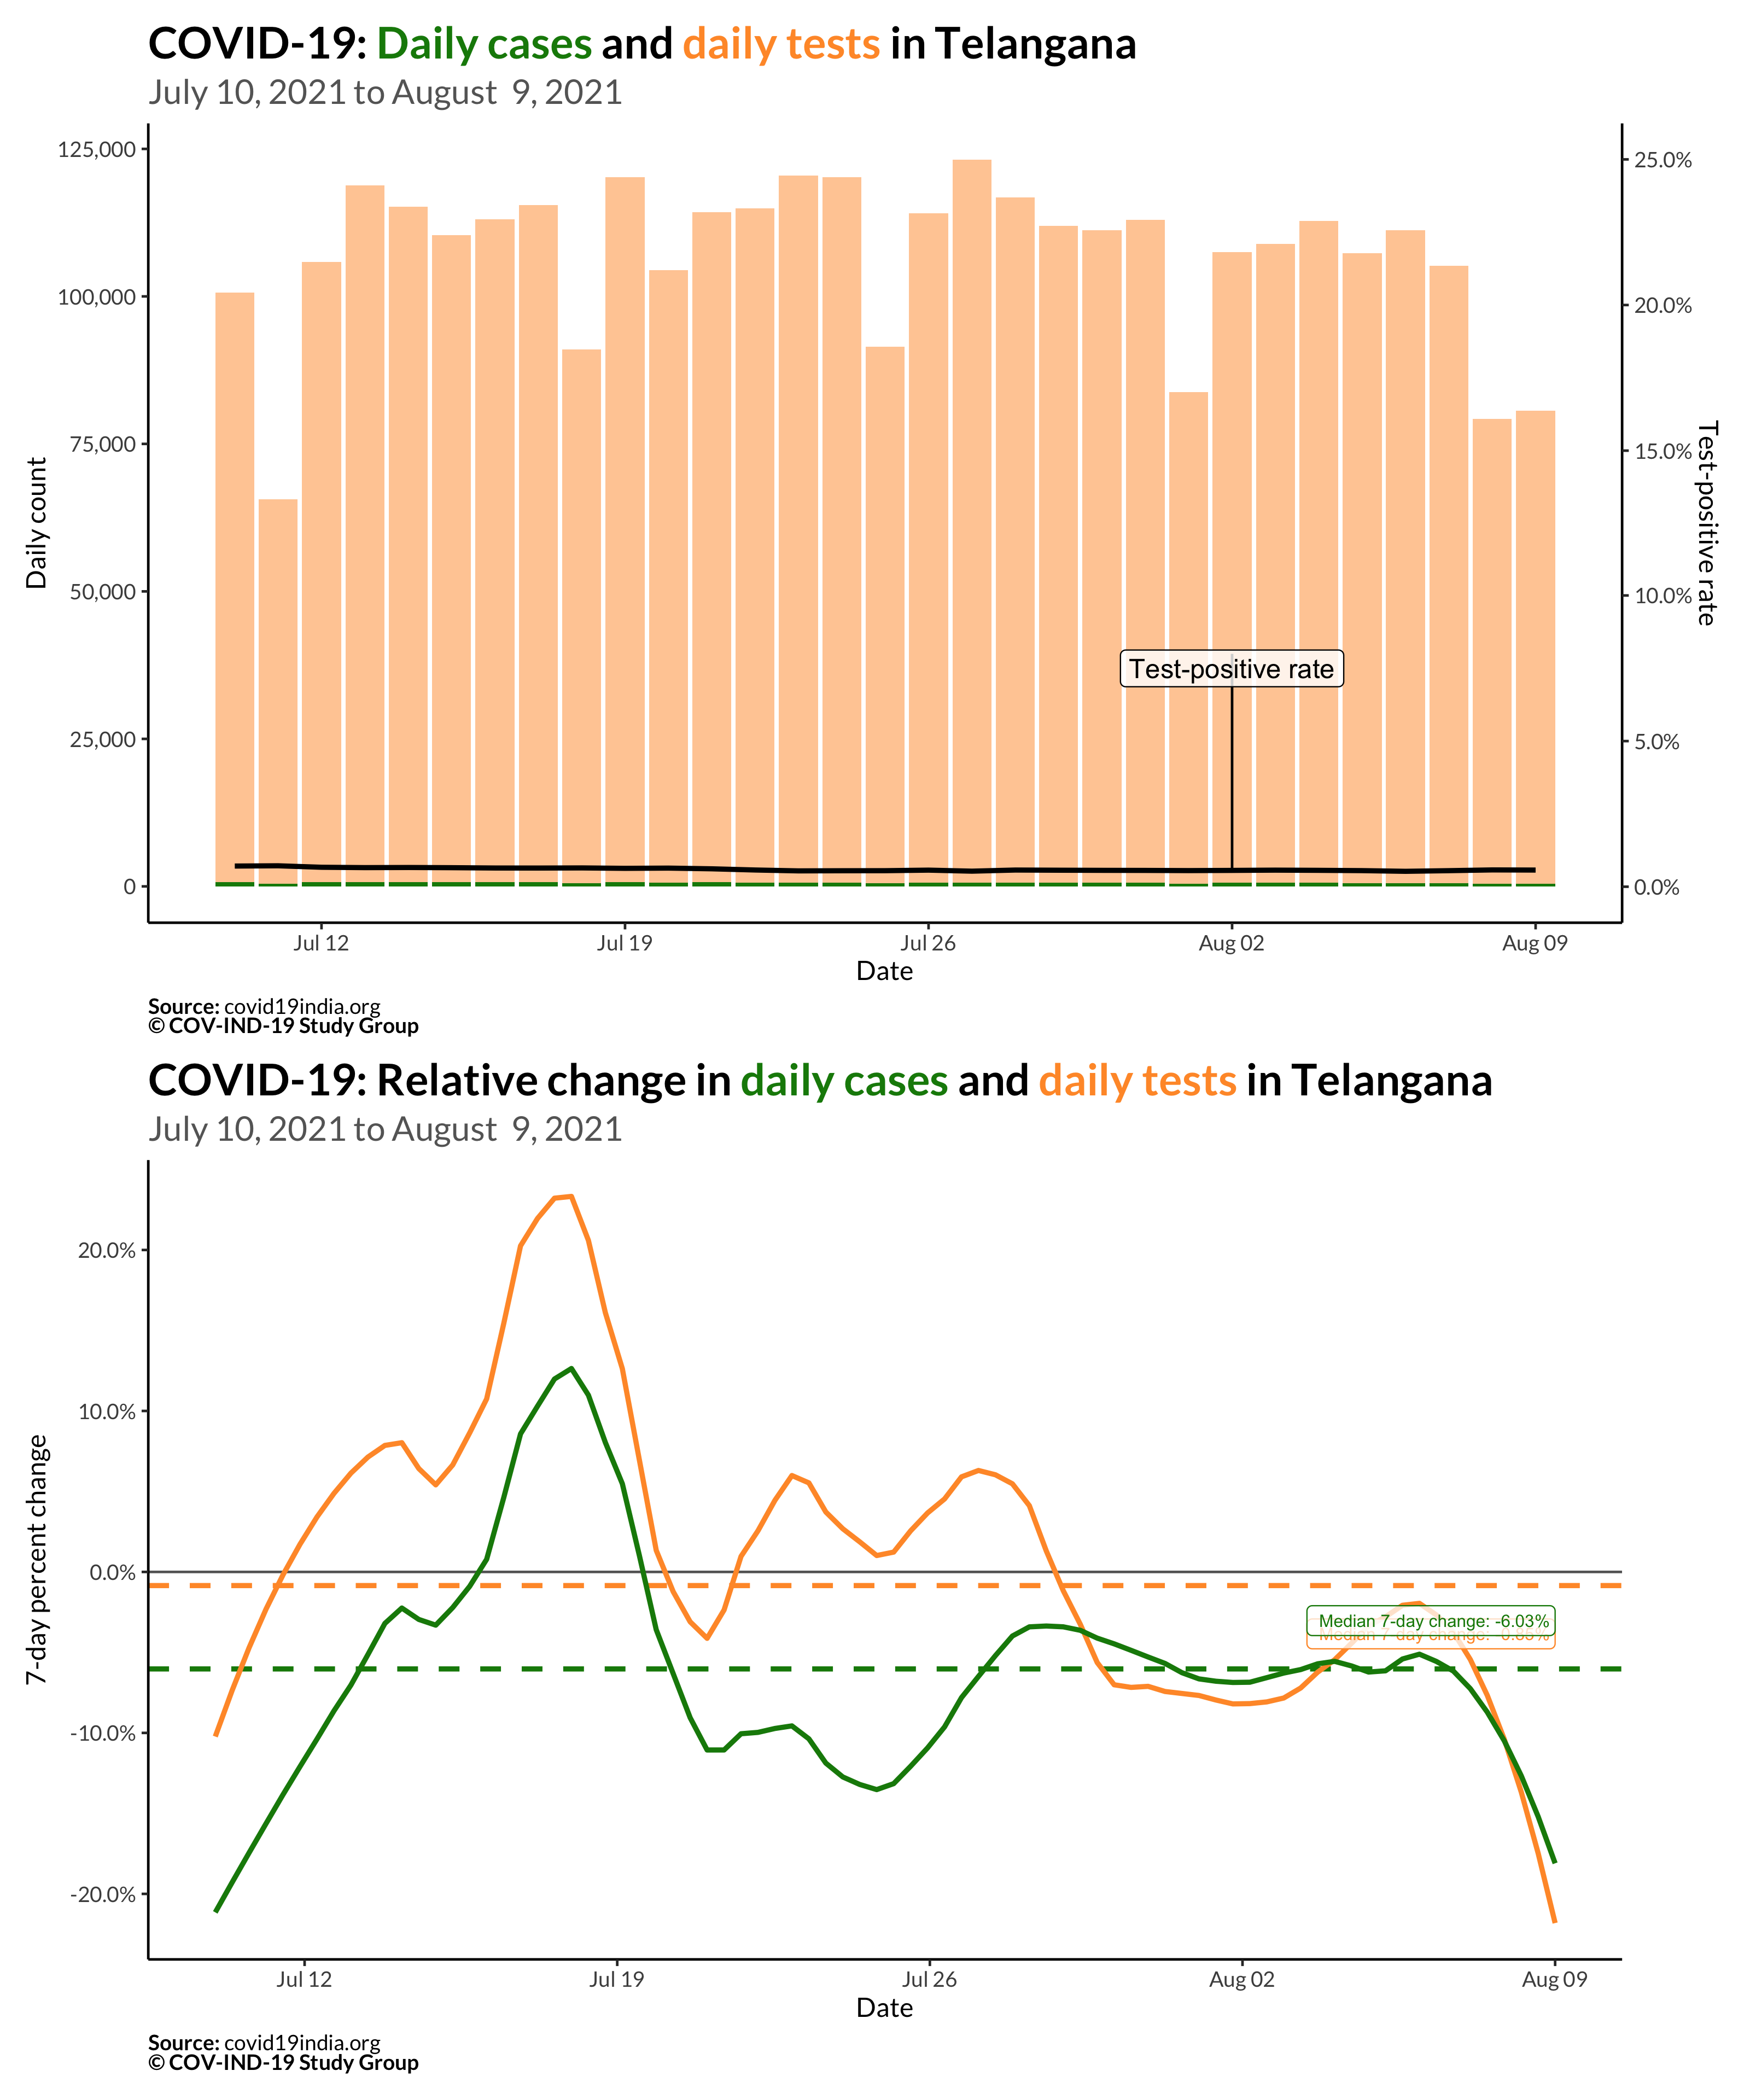 COVID-19: Daily cases and daily tests in Telangana
July 10, 2021 to August  9, 2021
125,000
100,000
75,000
50,000
25,000
0
Daily count
25.0%
20.0%
15.0%
10.0%
5.0%
0.0%
Test-positive rate
Test-positive rate
Jul 12
Jul 19
Jul 26
Aug 02
Aug 09
Date
Source: covid19india.org
© COV-IND-19 Study Group
COVID-19: Relative change in daily cases and daily tests in Telangana
July 10, 2021 to August  9, 2021
20.0%
10.0%
0.0%
-10.0%
-20.0%
7-day percent change
Median 7-day change: -6.03%
Median 7-day change:
Jul 12
Jul 19
Jul 26
Aug 02
Aug 09
Date
Source: covid19india.org
© COV-IND-19 Study Group